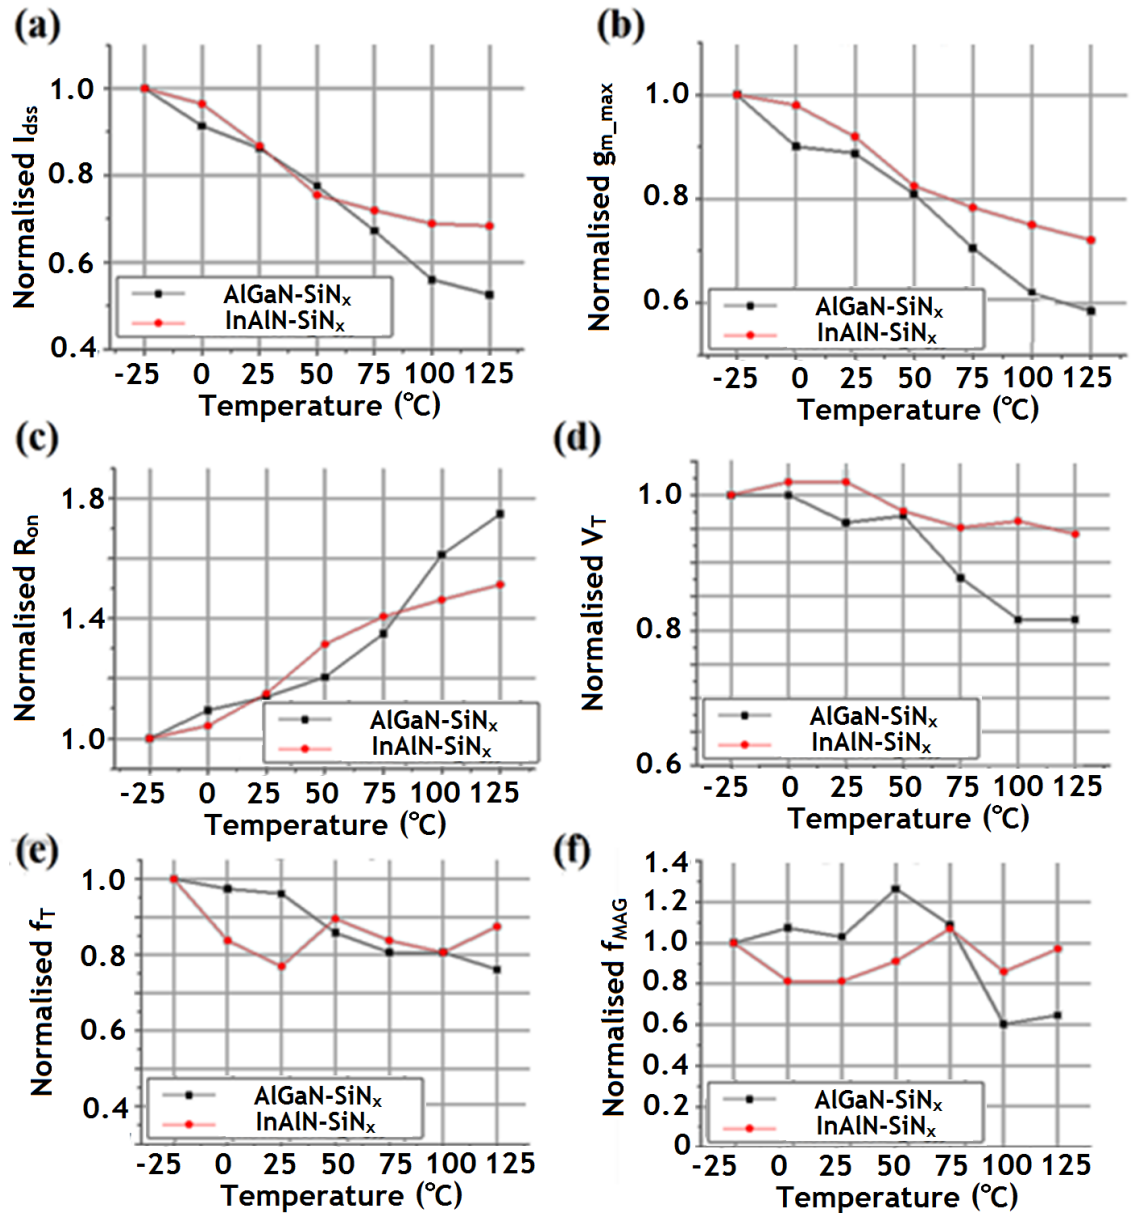 (a)
Normalised Idss
1.0
0.8
0.6
0.4
AlGaN-SiNx
InAlN-SiNx
-25 0 25 50 75 100 125
Temperature (°C)
(b)
Normalised gm_max
1.0
0.8
0.6
AlGaN-SiNx
InAlN-SiNx
-25 0 25 50 75 100 125
Temperature (°C)
(c)
Normalised Ron
1.8
1.4
1.0
AlGaN-SiNx
InAlN-SiNx
-25 0 25 50 75 100 125
Temperature (°C)
(d)
Normalised VT
1.0
0.8
0.6
AlGaN-SiNx
InAlN-SiNx
-25 0 25 50 75 100 125
Temperature (°C)
(e)
Normalised fT
1.0
0.8
0.6
0.4
AlGaN-SiNx
InAlN-SiNx
-25 0 25 50 75 100 125
Temperature (°C)
(f)
Normalised fMAG
1.4
1.2
1.0
0.8
0.6
0.4
0.2
0
AlGaN-SiNx
InAlN-SiNx
-25 0 25 50 75 100 125
Temperature (°C)